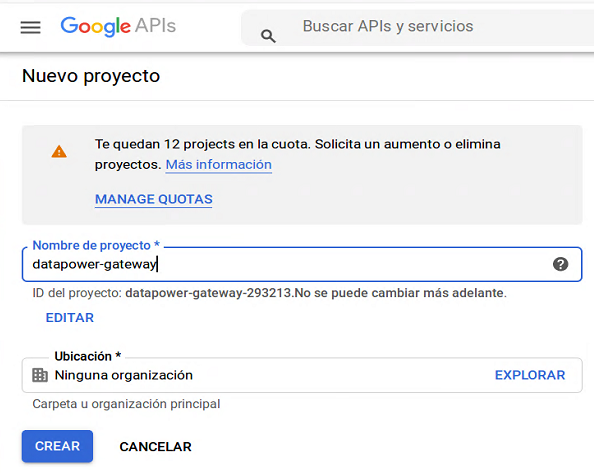 Google APIs
Buscar APIs y servicios
Nuevo proyecto
Te quedan 12 projects en la cuota. Solicita un aumento o elimina
proyectos. Más información
MANAGE QUOTAS
Nombre de proyecto *
datapower-gateway
ID del proyecto: datapower-gateway-293213.No se puede cambiar más adelante.
EDITAR
Ubicación *
Ninguna organización
EXPLORAR
Carpeta u organización principal
CREAR CANCELAR